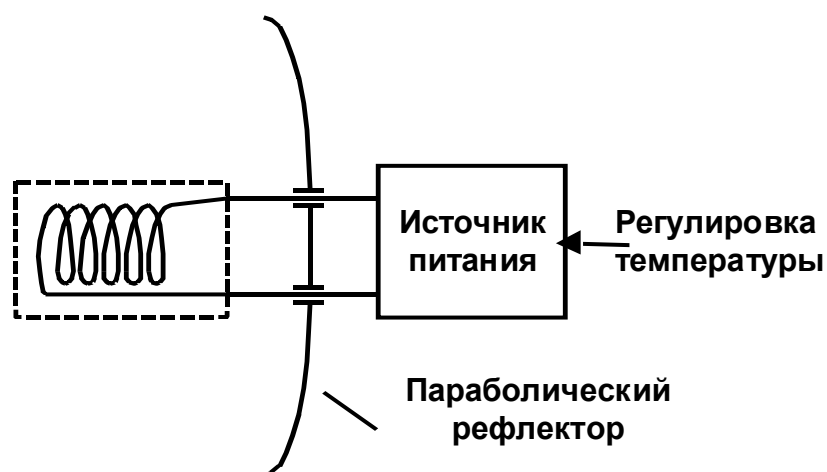 Источник
питания
Регулировка
температуры
Параболический
рефлектор